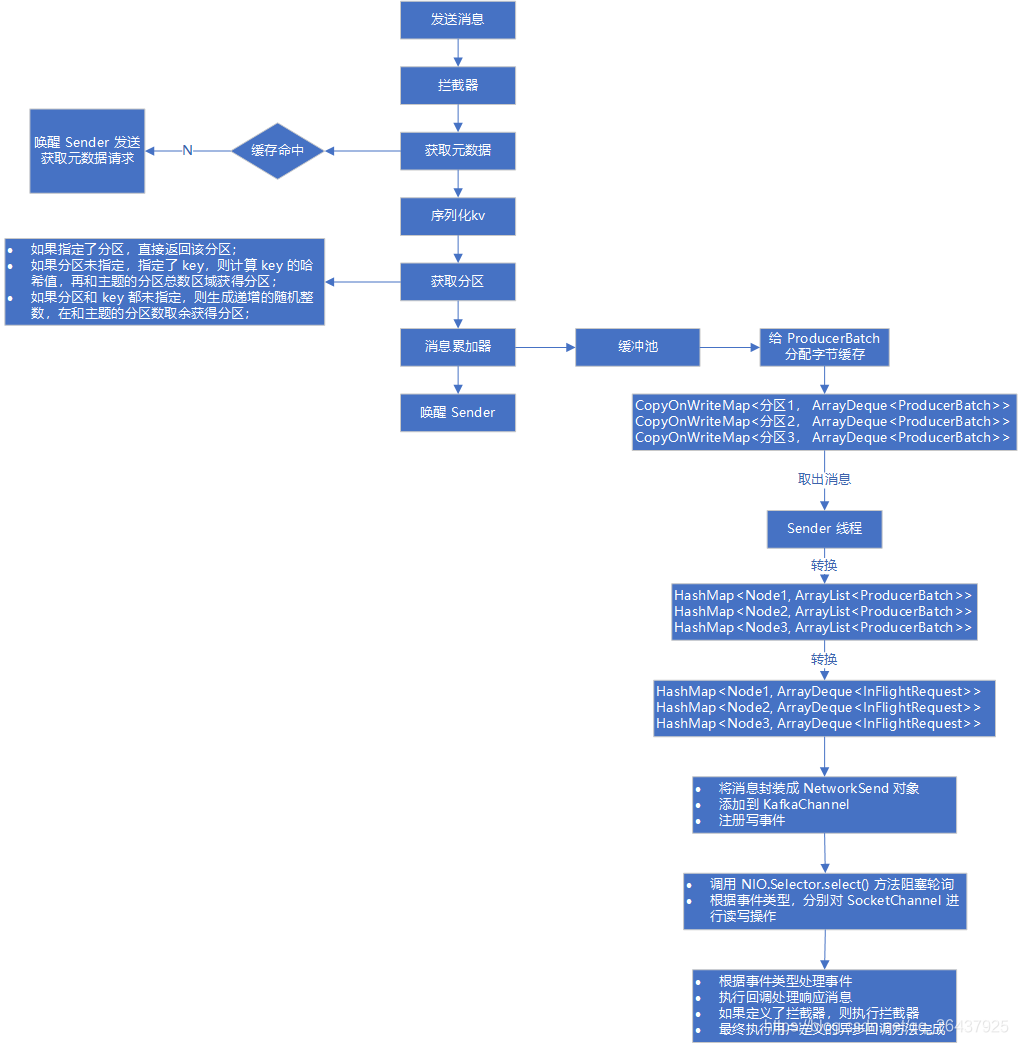 发送消息
拦截器
获取元数据
缓存命中
N
唤醒 Sender 发送
获取元数据请求
序列化kv
获取分区
如果指定了分区，直接返回该分区；
如果分区未指定，指定了 key，则计算 key 的哈
希值，再和主题的分区总数区域获得分区；
如果分区和 key 都未指定，则生成递增的随机整
数，在和主题的分区数取余获得分区；
消息累加器
缓冲池
给 ProducerBatch
分配字节缓存
唤醒 Sender
CopyOnWriteMap<分区1， ArrayDeque<ProducerBatch>>
CopyOnWriteMap<分区2， ArrayDeque<ProducerBatch>>
CopyOnWriteMap<分区3， ArrayDeque<ProducerBatch>>
取出消息
Sender 线程
转换
HashMap<Node1, ArrayList<ProducerBatch>>
HashMap<Node2, ArrayList<ProducerBatch>>
HashMap<Node3, ArrayList<ProducerBatch>>
转换
HashMap<Node1, ArrayDeque<InFlightRequest>>
HashMap<Node2, ArrayDeque<InFlightRequest>>
HashMap<Node3, ArrayDeque<InFlightRequest>>
将消息封装成 NetworkSend 对象
添加到 KafkaChannel
注册写事件
调用 NIO.Selector.select() 方法阻塞轮询
根据事件类型，分别对 SocketChannel 进
行读写操作
根据事件类型处理事件
执行回调处理响应消息
如果定义了拦截器，则执行拦截器
最终执行用户定义的异步回调方法完成